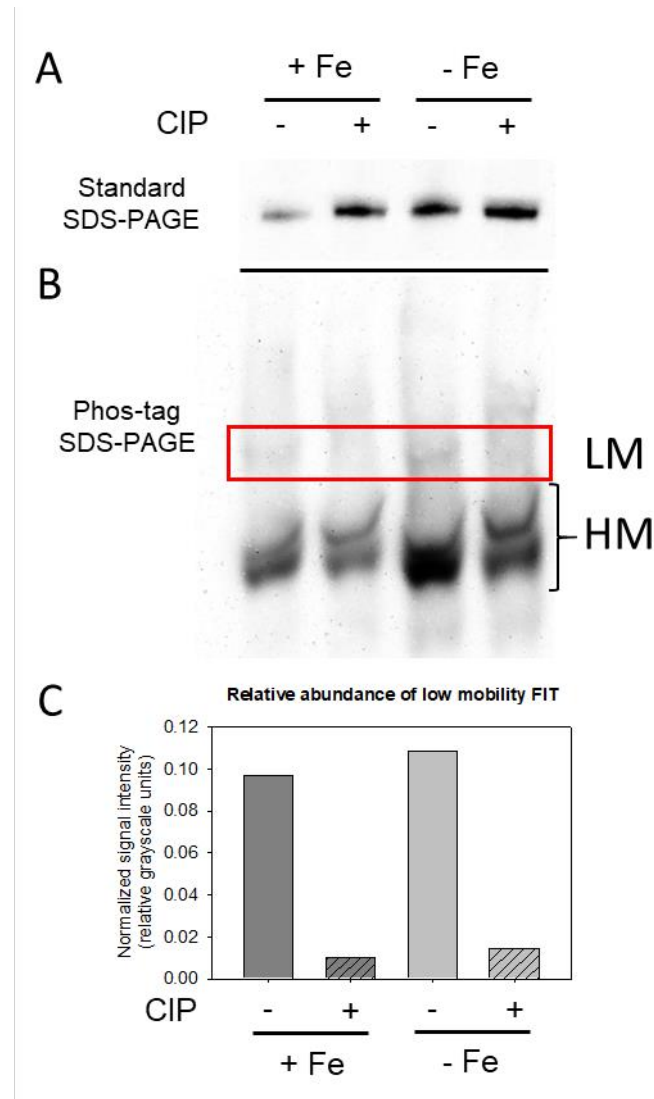 A
+ Fe - Fe
CIP - + - +
Standard
SDS-PAGE
B
Phos-tag
SDS-PAGE
LM
HM
C
Relative abundance of low mobility FIT
Normalized signal intensity
(relative grayscale units)
0.12
0.10
0.08
0.06
0.04
0.02
0.00
CIP - + - +
+ Fe - Fe